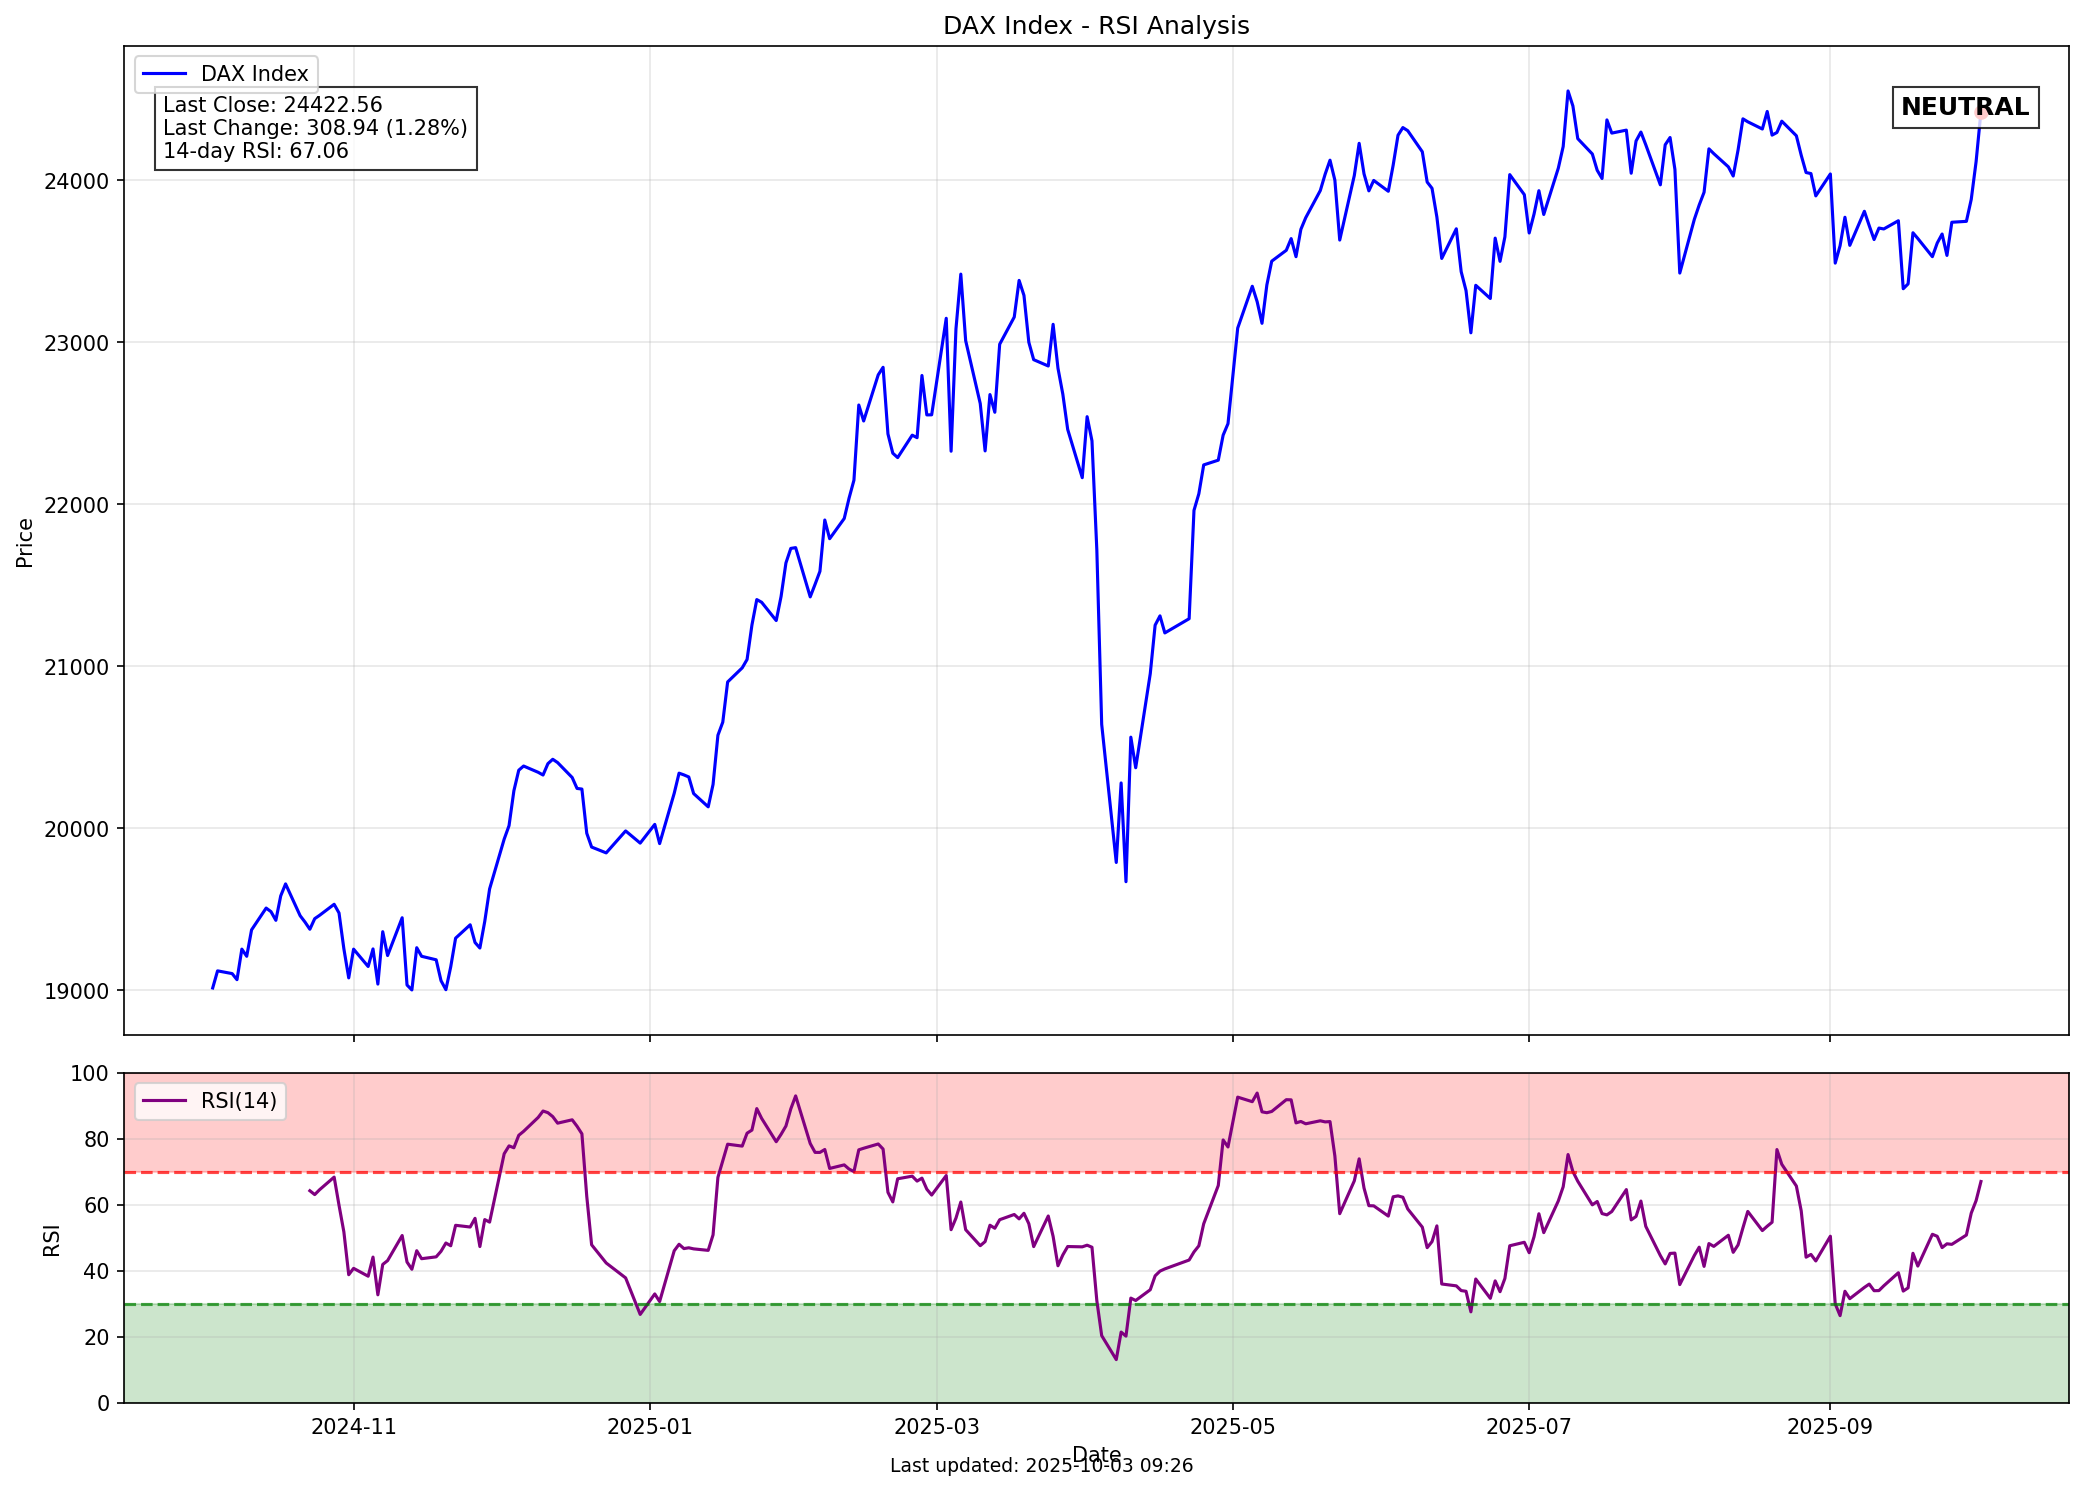 DAX Index - RSI Analysis
DAX Index
Last Close: 24422.56
Last Change: 308.94 (1.28%)
14-day RSI: 67.06
NEUTRAL
24000
23000
22000
21000
20000
19000
Price
100
80
60
40
20
0
RSI
RSI(14)
2024-11
2025-01
2025-03
2025-05
2025-07
2025-09
Date
Last updated: 2025-10-03 09:26